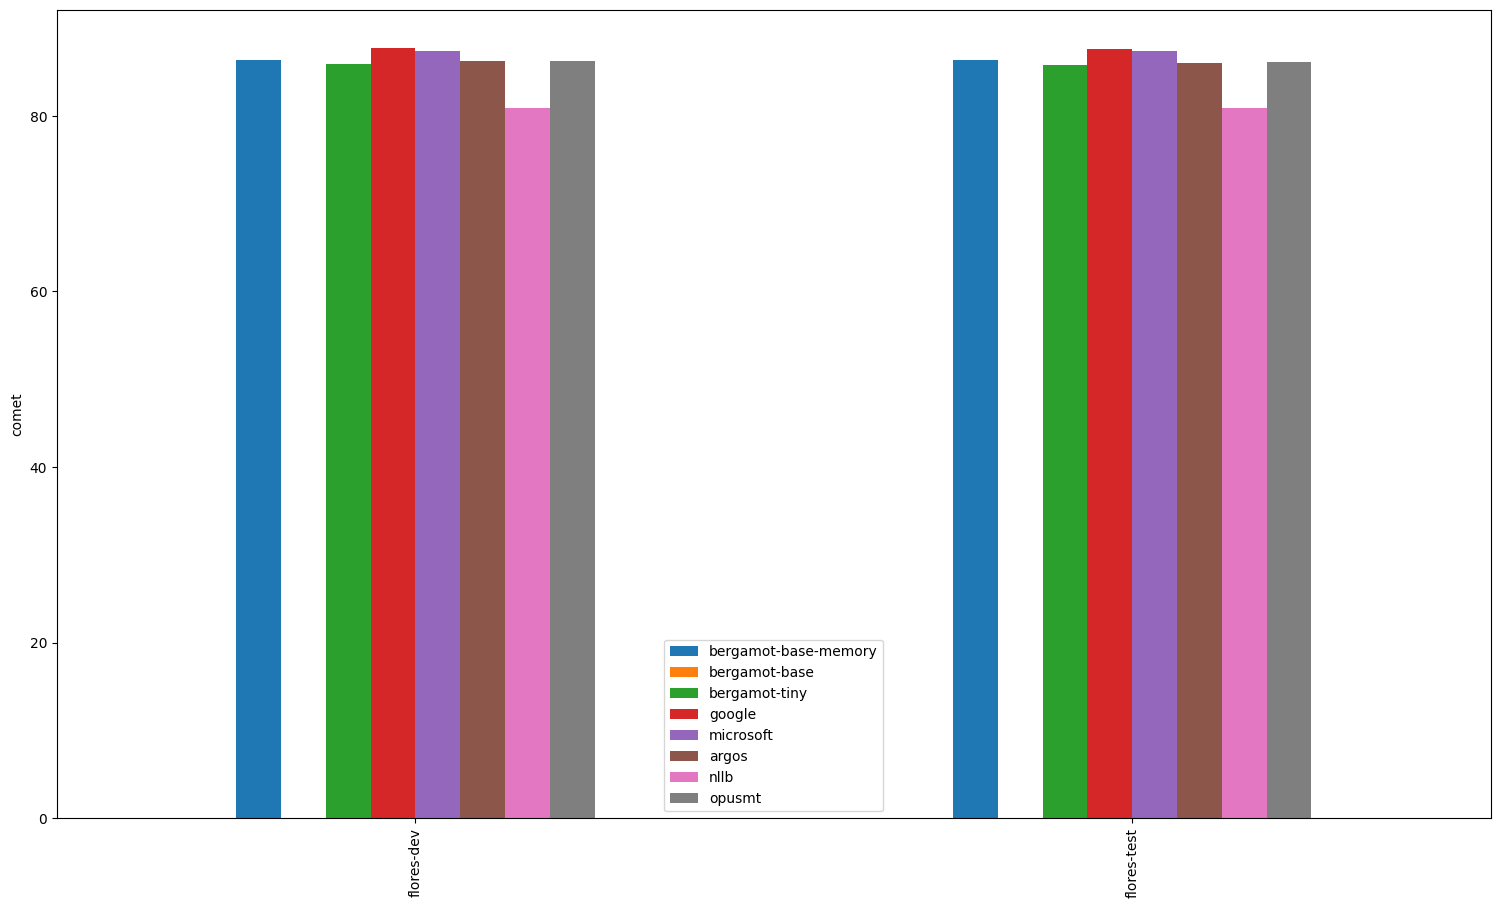 80
60
40
20
0
comet
bergamot-base-memory
bergamot-base
bergamot-tiny
google
microsoft
argos
nllb
opusmt
flores-dev
flores-test